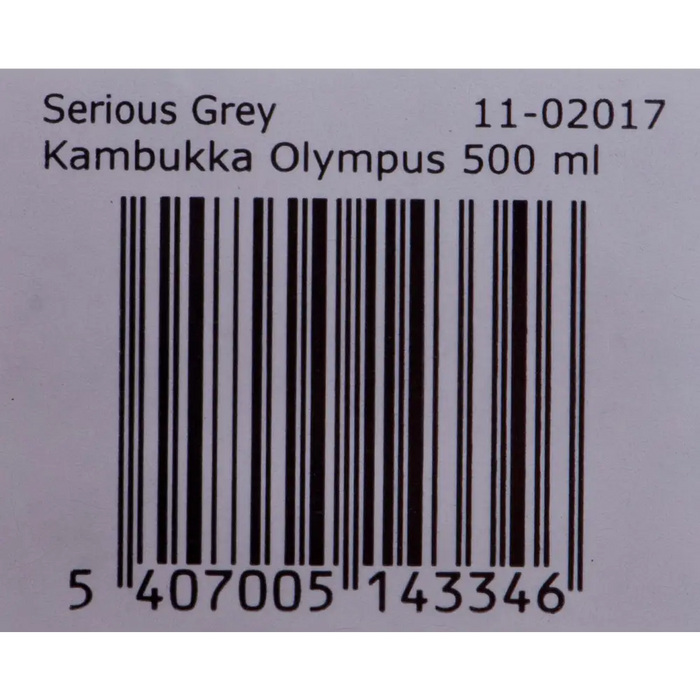 Serious Grey 11-02017
Kambukka Olympus 500 ml
5 407005 143346